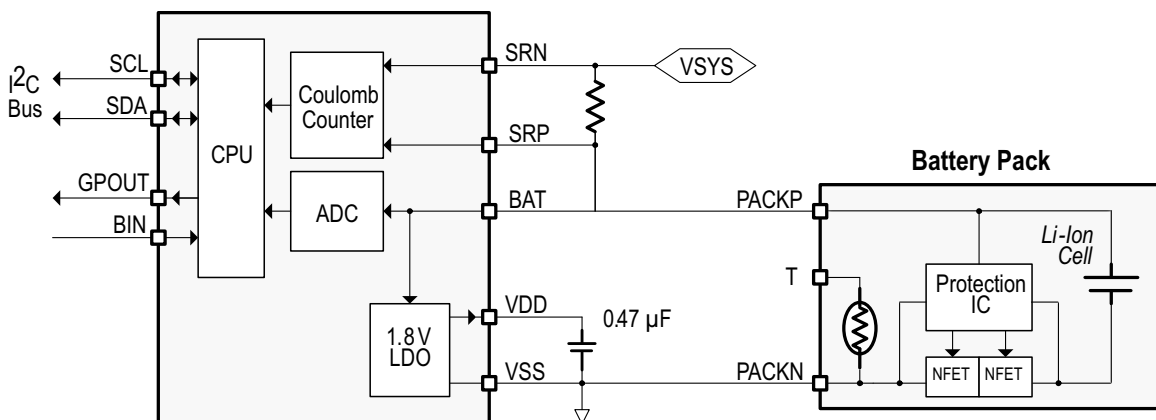 SCL
I2C
Bus
SDA
GPOUT
BIN
CPU
Coulomb
Counter
ADC
1.8 V
LDO
SRN
VSYS
SRP
BAT
VDD
0.47 µF
VSS
Battery Pack
PACKP
T
PACKN
Li-Ion
Cell
Protection
IC
NFET
NFET